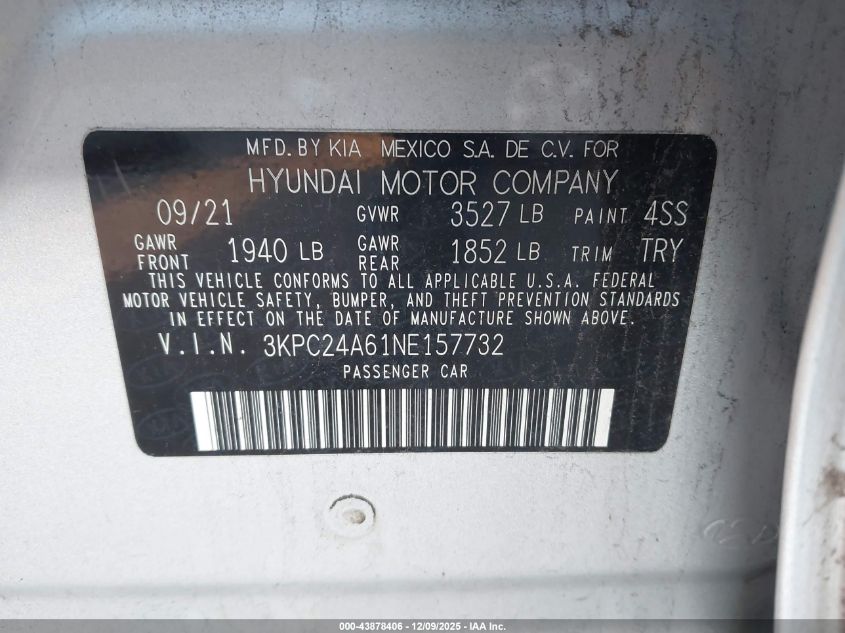 MFD. BY KIA MEXICO S.A. DE C.V. FOR
HYUNDAI MOTOR COMPANY
09/21 GVWR 3527 LB PAINT 4SS
GAWR FRONT 1940 LB GAWR REAR 1852 LB TRIM TRY
THIS VEHICLE CONFORMS TO ALL APPLICABLE U.S.A. FEDERAL
MOTOR VEHICLE SAFETY, BUMPER, AND THEFT PREVENTION STANDARDS
IN EFFECT ON THE DATE OF MANUFACTURE SHOWN ABOVE.
V.I.N. 3KPC24A61NE157732
PASSENGER CAR
000-43878406 - 12/09/2025 - IAA Inc.